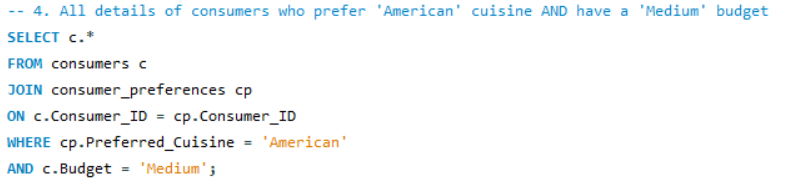 -- 4. All details of consumers who prefer 'American' cuisine AND have a 'Medium' budget
SELECT c.*
FROM consumers c
JOIN consumer_preferences cp
ON c.Consumer_ID = cp.Consumer_ID
WHERE cp.Preferred_Cuisine = 'American'
AND c.Budget = 'Medium';